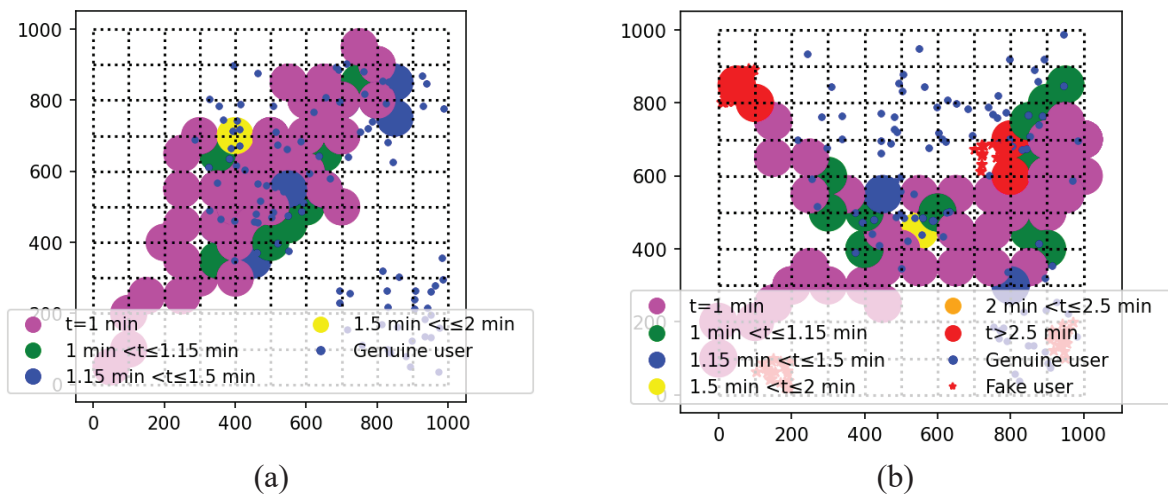 1000
800
600
400
200
0
t=1 min
1 min <t≤1.15 min
1.15 min <t≤1.5 min
1.5 min <t≤2 min
Genuine user
0 200 400 600 800 1000
(a)
1000
800
600
400
200
0
t=1 min
1 min <t≤1.15 min
1.15 min <t≤1.5 min
1.5 min <t≤2 min
2 min <t≤2.5 min
t>2.5 min
Genuine user
Fake user
0 200 400 600 800 1000
(b)